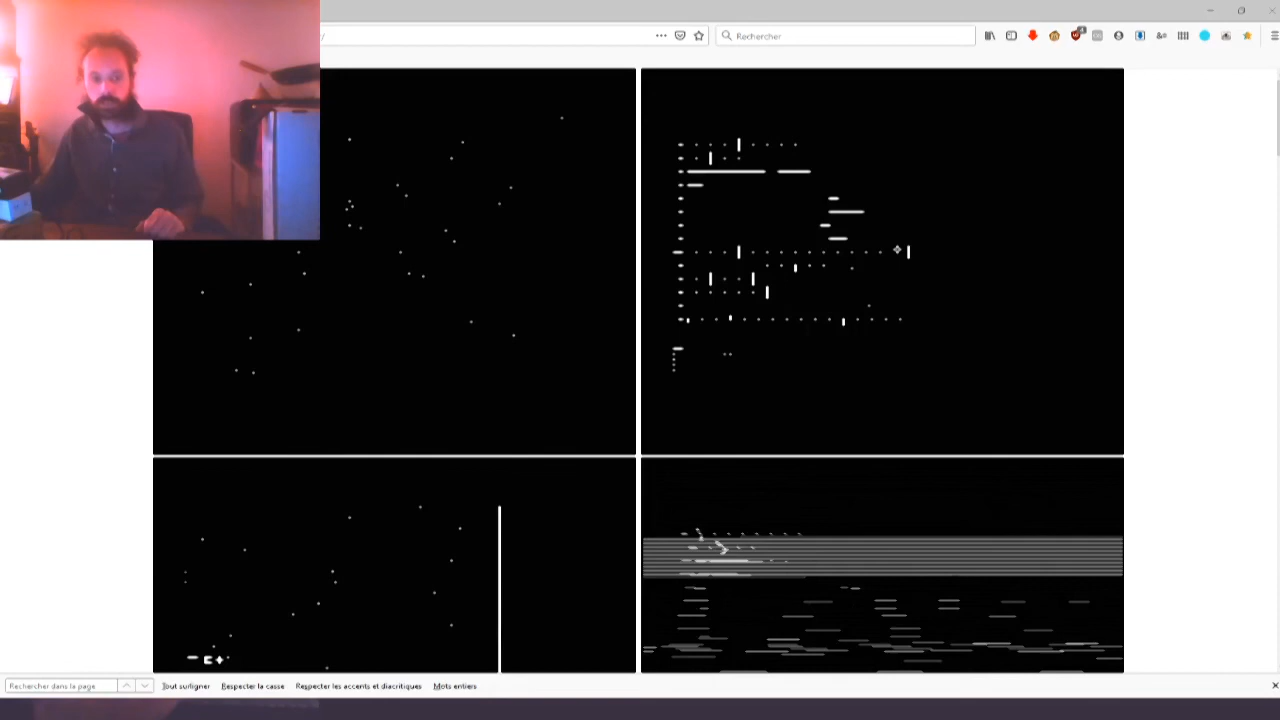 /
Rechercher
Rechercher dans la page
Tout surligner
Respecter la casse
Respecter les accents et diacritiques
Mots entiers